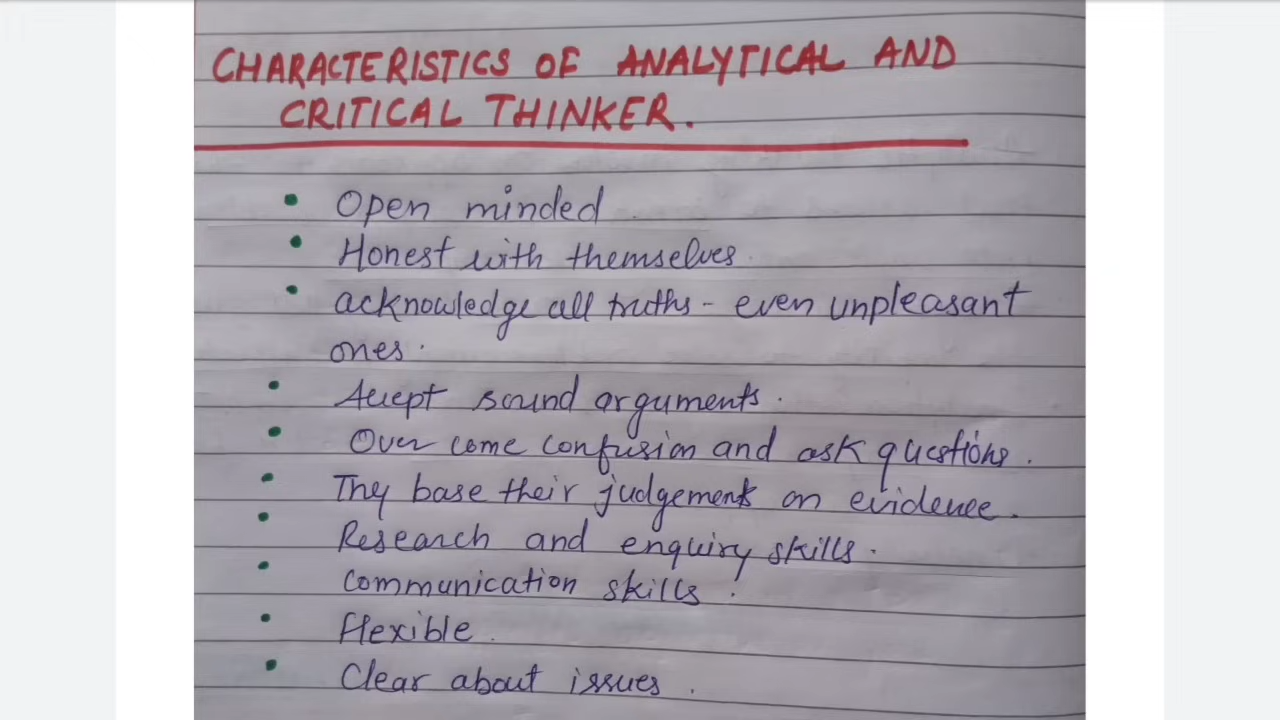 CHARACTERISTICS OF ANALYTICAL AND
CRITICAL THINKER.
• Open minded
• Honest with themselves.
• acknowledge all truths - even unpleasant
ones.
• Accept sound arguments.
• Over come confusion and ask questions.
• They base their judgements on evidence.
• Research and enquiry skills.
• Communication skills.
• Flexible.
• Clear about issues.